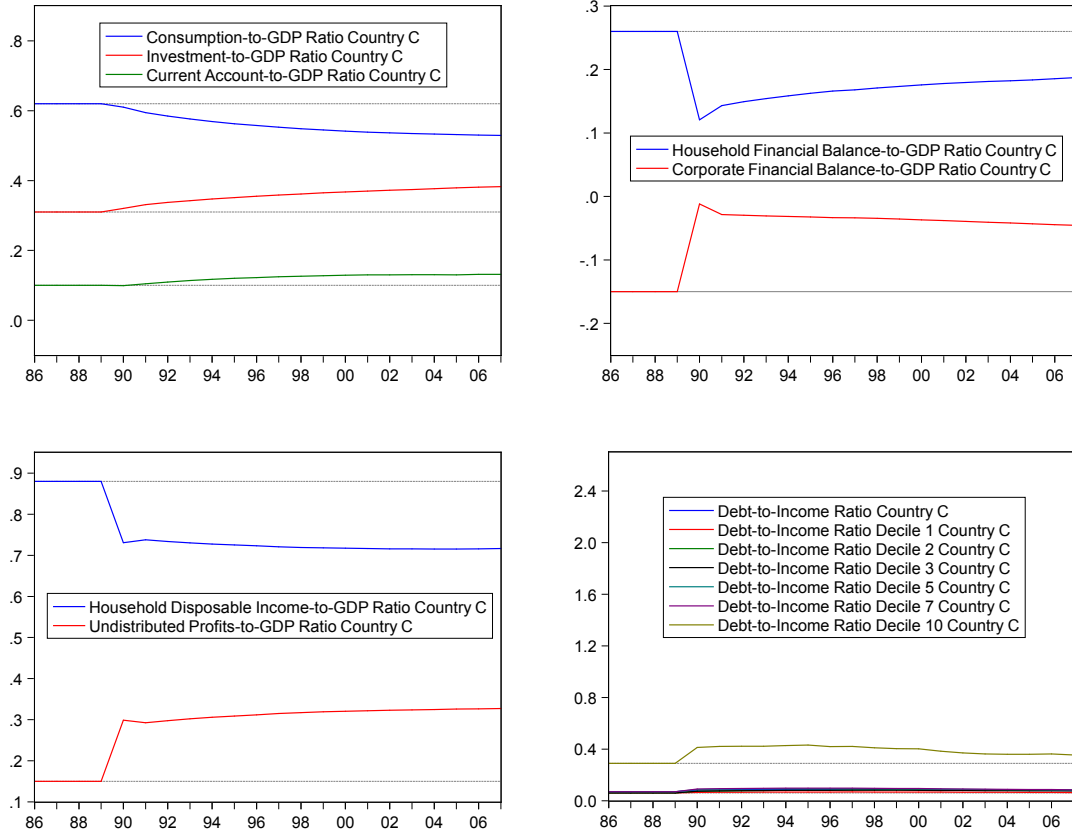 .8
.6
.4
.2
.0
Consumption-to-GDP Ratio Country C
Investment-to-GDP Ratio Country C
Current Account-to-GDP Ratio Country C
86 88 90 92 94 96 98 00 02 04 06
.3
.2
.1
.0
-.1
-.2
Household Financial Balance-to-GDP Ratio Country C
Corporate Financial Balance-to-GDP Ratio Country C
86 88 90 92 94 96 98 00 02 04 06
.9
.8
.7
.6
.5
.4
.3
.2
.1
Household Disposable Income-to-GDP Ratio Country C
Undistributed Profits-to-GDP Ratio Country C
86 88 90 92 94 96 98 00 02 04 06
2.4
2.0
1.6
1.2
0.8
0.4
0.0
Debt-to-Income Ratio Country C
Debt-to-Income Ratio Decile 1 Country C
Debt-to-Income Ratio Decile 2 Country C
Debt-to-Income Ratio Decile 3 Country C
Debt-to-Income Ratio Decile 5 Country C
Debt-to-Income Ratio Decile 7 Country C
Debt-to-Income Ratio Decile 10 Country C
86 88 90 92 94 96 98 00 02 04 06